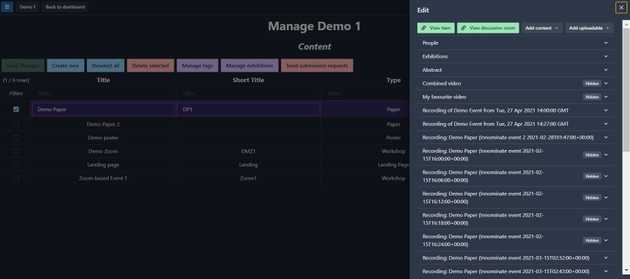 Demo 1
Back to dashboard
Manage Demo 1
Content
Create new
Deselect all
Delete selected
Manage tags
Manage exhibitions
Send submission requests
Title
Short Title
Type
Filters
Demo Paper
DP1
Paper
Demo Paper 2
Paper
Demo poster
Poster
Demo Zoom
DMZ1
Workshop
Landing page
Landing
Landing Page
Zoom-based Event 1
Zoom1
Workshop
Edit
View item
View discussion room
Add content
Add uploadable
People
Exhibitions
Abstract
Combined video
Hidden
My favourite video
Hidden
Recording of Demo Event from Tue, 27 Apr 2021 14:00:00 GMT
Recording of Demo Event from Tue, 27 Apr 2021 14:27:00 GMT
Recording: Demo Paper (Innominate event 2 2021-02-28T01:47:00+00:00)
Recording: Demo Paper (Innominate event 2021-02-
15T16:00:00+00:00)
Hidden
Recording: Demo Paper (Innominate event 2021-02-
15T16:06:00+00:00)
Hidden
Recording: Demo Paper (Innominate event 2021-02-
15T16:12:00+00:00)
Hidden
Recording: Demo Paper (Innominate event 2021-02-
15T16:18:00+00:00)
Hidden
Recording: Demo Paper (Innominate event 2021-02-
15T16:24:00+00:00)
Hidden
Recording: Demo Paper (Innominate event 2021-03-15T02:52:00+00:00)
Recording: Demo Paper (Innominate event 2021-03-15T02:43:00+00:00)